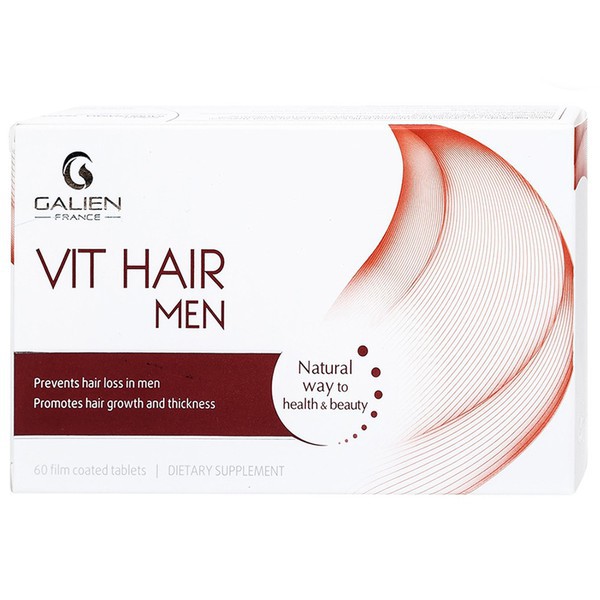 GALIEN
FRANCE
VIT HAIR
MEN
Prevents hair loss in men
Promotes hair growth and thickness
Natural
way to
health & beauty
60 film coated tablets | DIETARY SUPPLEMENT